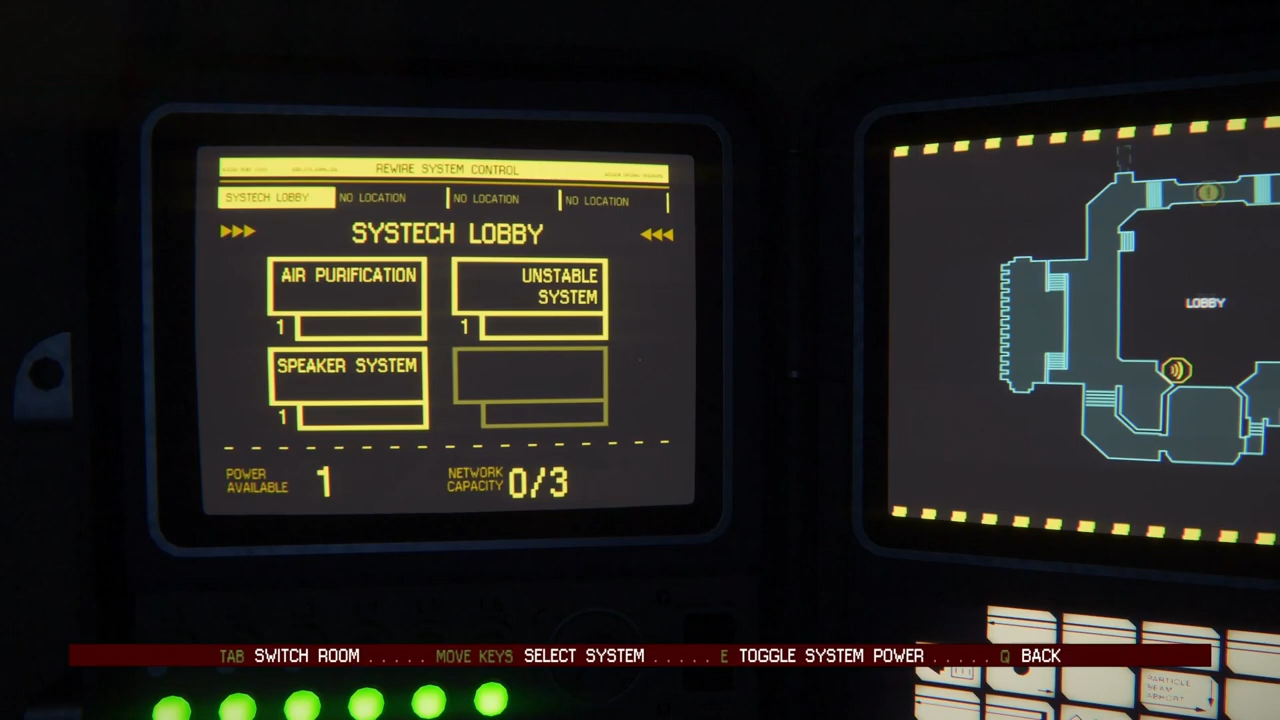 REWIRE SYSTEM CONTROL
SYSTECH LOBBY NO LOCATION NO LOCATION NO LOCATION
SYSTECH LOBBY
AIR PURIFICATION
1
UNSTABLE
SYSTEM
1
SPEAKER SYSTEM
1
POWER
AVAILABLE 1
NETWORK
CAPACITY 0/3
LOBBY
TAB SWITCH ROOM ..... MOVE KEYS SELECT SYSTEM ..... E TOGGLE SYSTEM POWER ..... Q BACK
PARTICLE
BEAM